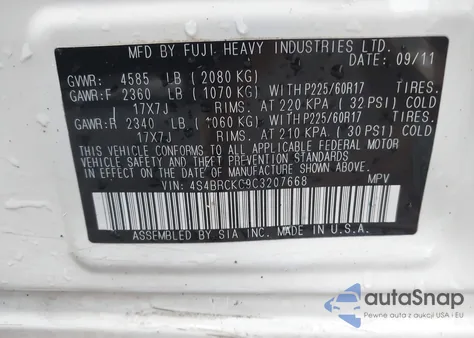 MFD BY FUJI HEAVY INDUSTRIES LTD.
DATE: 09/11
GVWR: 4585 LB (2080 KG)
GAWR:F 2360 LB (1070 KG) WITH P225/60R17 TIRES.
17X7J RIMS. AT 220 KPA ( 32 PSI) COLD
GAWR:R 2340 LB (1060 KG) WITH P225/60R17 TIRES.
17X7J RIMS. AT 210 KPA ( 30 PSI) COLD
THIS VEHICLE CONFORMS TO ALL APPLICABLE FEDERAL MOTOR
VEHICLE SAFETY AND THEFT PREVENTION STANDARDS
IN EFFECT ON THE DATE OF MANUFACTURE SHOWN ABOVE.
VIN: 4S4BRCKC9C3207668 MPV
ASSEMBLED BY SIA INC. MADE IN U.S.A.
autoSnap
Pewne auta z aukcji USA i EU